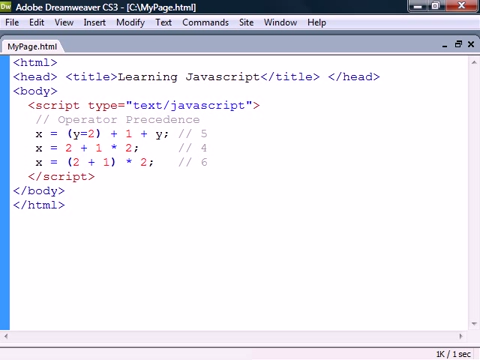 Adobe Dreamweaver CS3 - [C:\MyPage.html]
File Edit View Insert Modify Text Commands Site Window Help
MyPage.html
<html>
<head> <title>Learning Javascript</title> </head>
<body>
<script type="text/javascript">
// Operator Precedence
x = (y=2) + 1 + y; // 5
x = 2 + 1 * 2; // 4
x = (2 + 1) * 2; // 6
</script>
</body>
</html>
1K / 1 sec